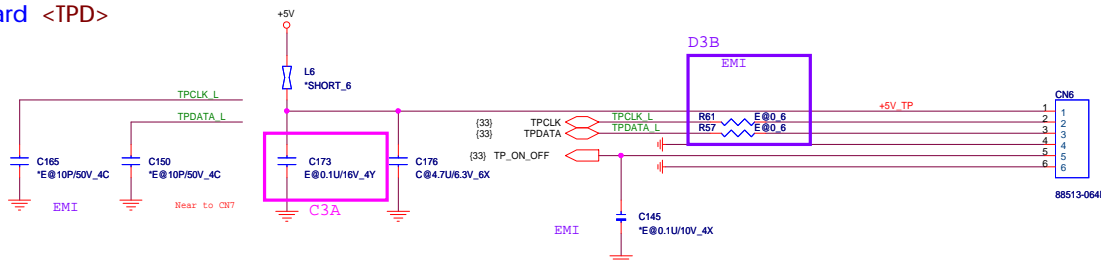 ard <TPD>
+5V
D3B
EMI
L6
*SHORT_6
CN6
TPCLK_L
TPDATA_L
+5V_TP
{33} TPCLK TPCLK_L R61 E@0_6
{33} TPDATA TPDATA_L R57 E@0_6
1 1
2 2
3 3
4 4
5 5
6 6
{33} TP_ON_OFF
C165
*E@10P/50V_4C
C150
*E@10P/50V_4C
C173
E@0.1U/16V_4Y
C176
C@4.7U/6.3V_6X
88513-064
EMI
Near to CN7
C3A
C145
*E@0.1U/10V_4X
EMI